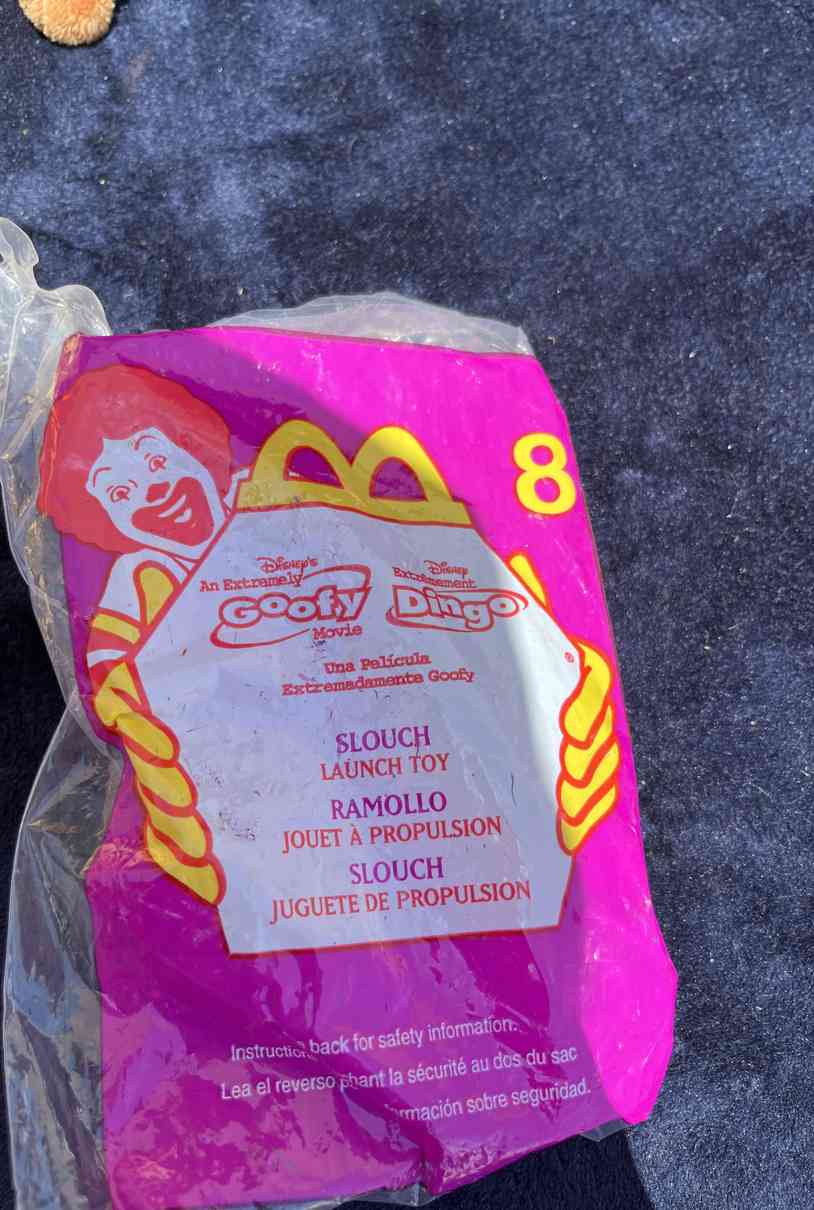 8
Disney's
An Extremely
Goofy
Movie
Disney
Extrêmement
Dingo
Una Película
Extremadamente Goofy
®
SLOUCH
LAUNCH TOY
RAMOLLO
JOUET À PROPULSION
SLOUCH
JUGUETE DE PROPULSION
back for safety information.
Lea el reverso la sécurité au dos du sac
sobre seguridad.